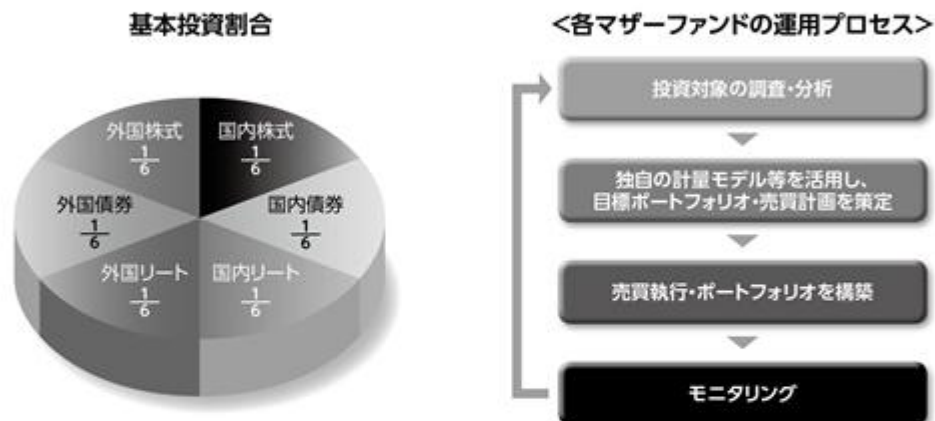 基本投資割合
外国株式
1
6
国内株式
1
6
外国債券
1
6
国内債券
1
6
外国リート
1
6
国内リート
1
6
<各マザーファンドの運用プロセス>
投資対象の調査・分析
独自の計量モデル等を活用し、
目標ポートフォリオ・売買計画を策定
売買執行・ポートフォリオを構築
モニタリング